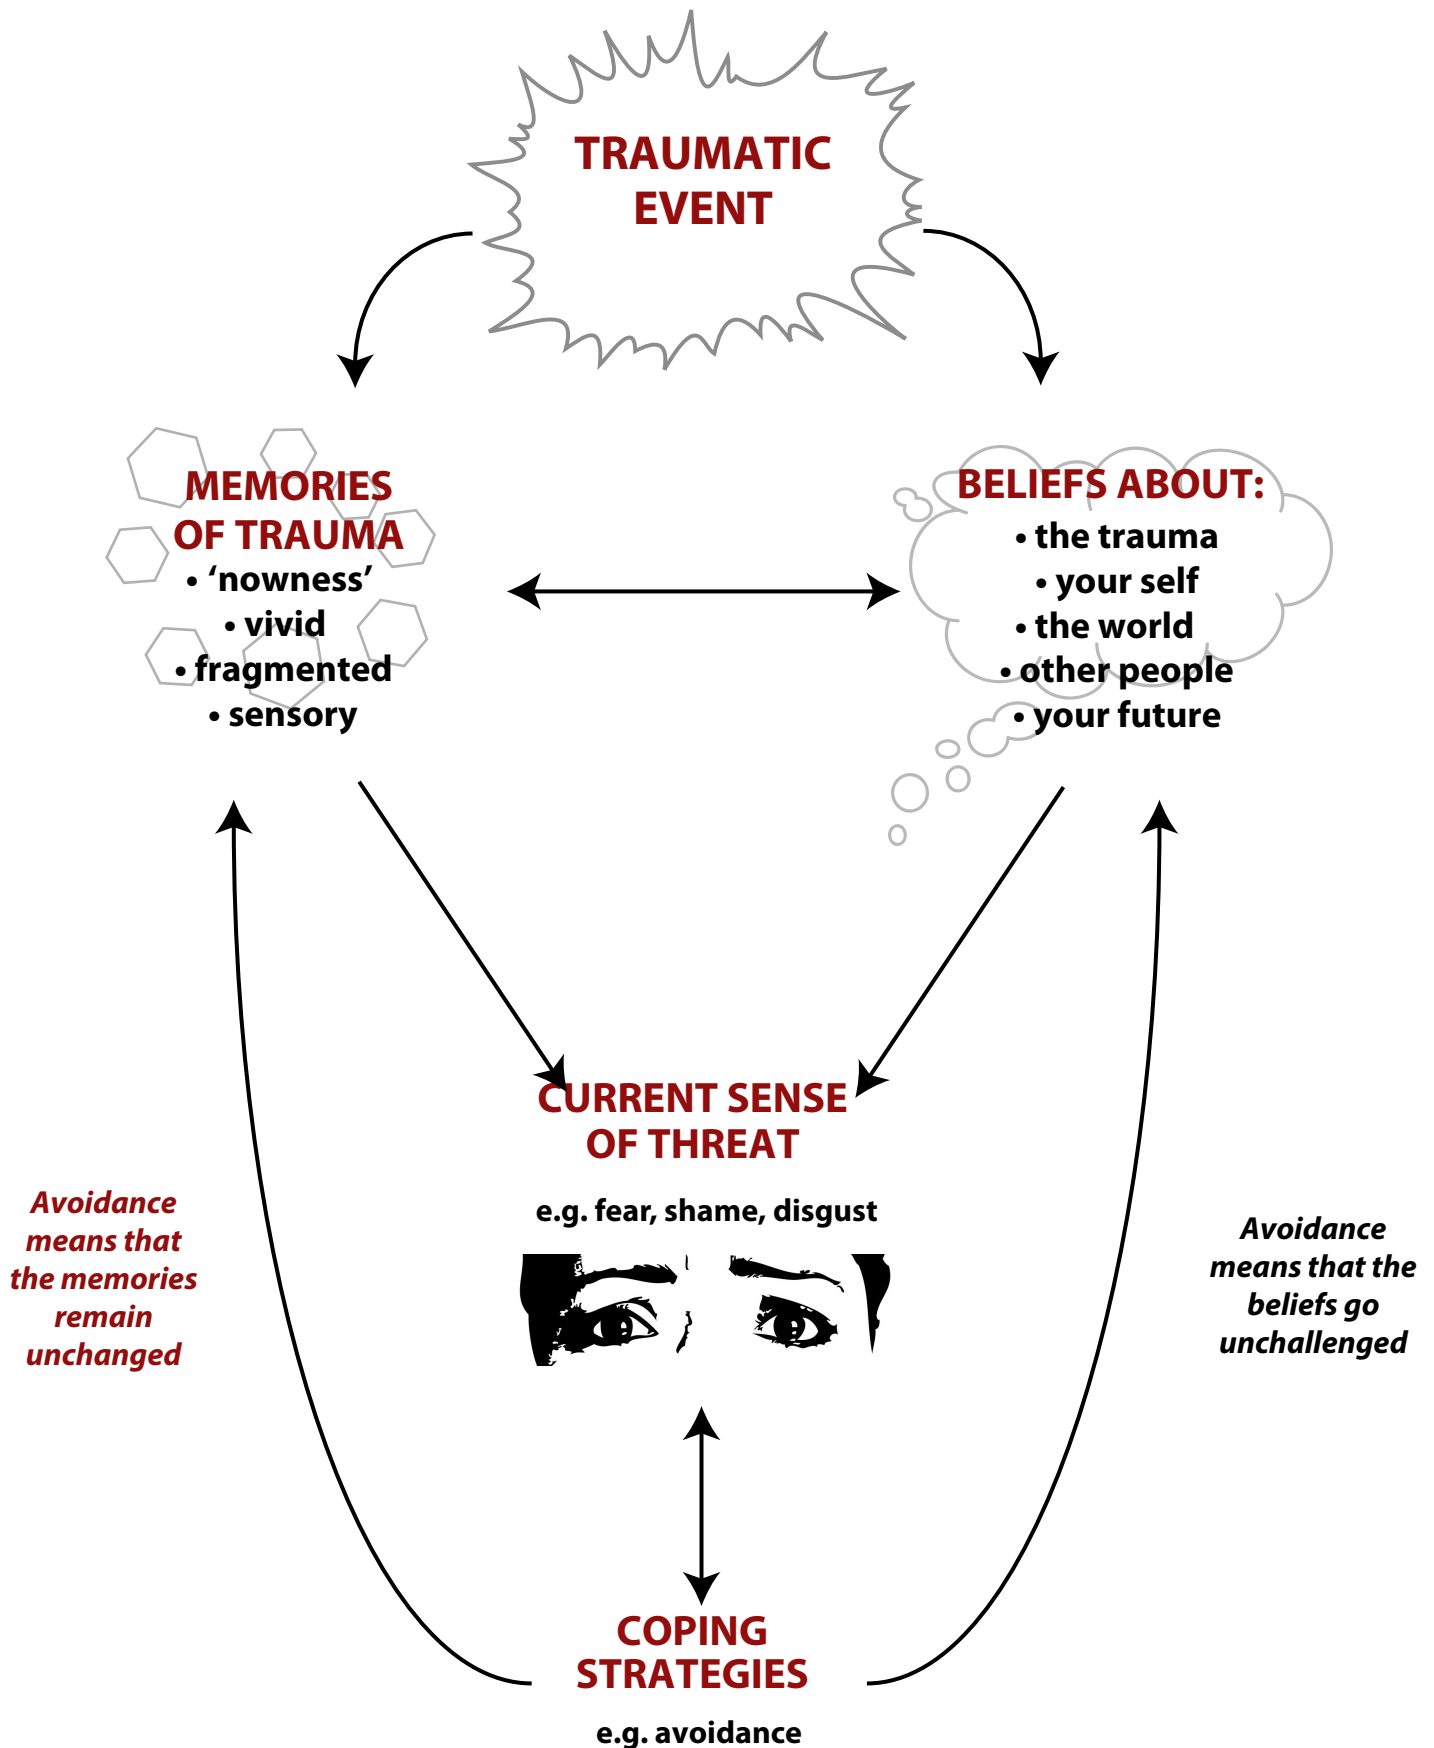 TRAUMATIC
EVENT
MEMORIES
OF TRAUMA
• ‘nowness’
• vivid
• fragmented
• sensory
BELIEFS ABOUT:
• the trauma
• your self
• the world
• other people
• your future
CURRENT SENSE
OF THREAT
e.g. fear, shame, disgust
Avoidance
means that
the memories
remain
unchanged
Avoidance
means that the
beliefs go
unchallenged
COPING
STRATEGIES
e.g. avoidance